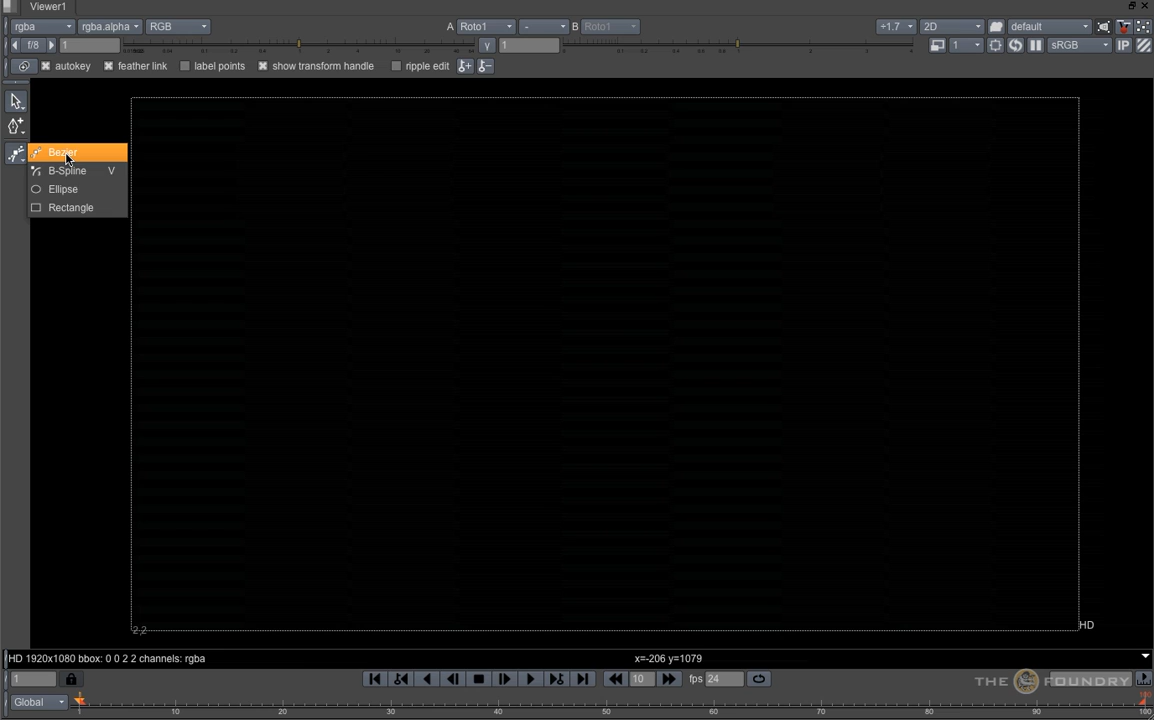 Viewer1
rgba rgba.alpha RGB A Roto1 - B Roto1 +1.7 2D default
f/8 1 γ 1 1 sRGB IP
autokey feather link label points show transform handle ripple edit
Bezier
B-Spline V
Ellipse
Rectangle
2,2
HD
HD 1920x1080 bbox: 0 0 2 2 channels: rgba x=-206 y=1079
1 10 fps 24 THE FOUNDRY
Global 1 10 20 30 40 50 60 70 80 90 100